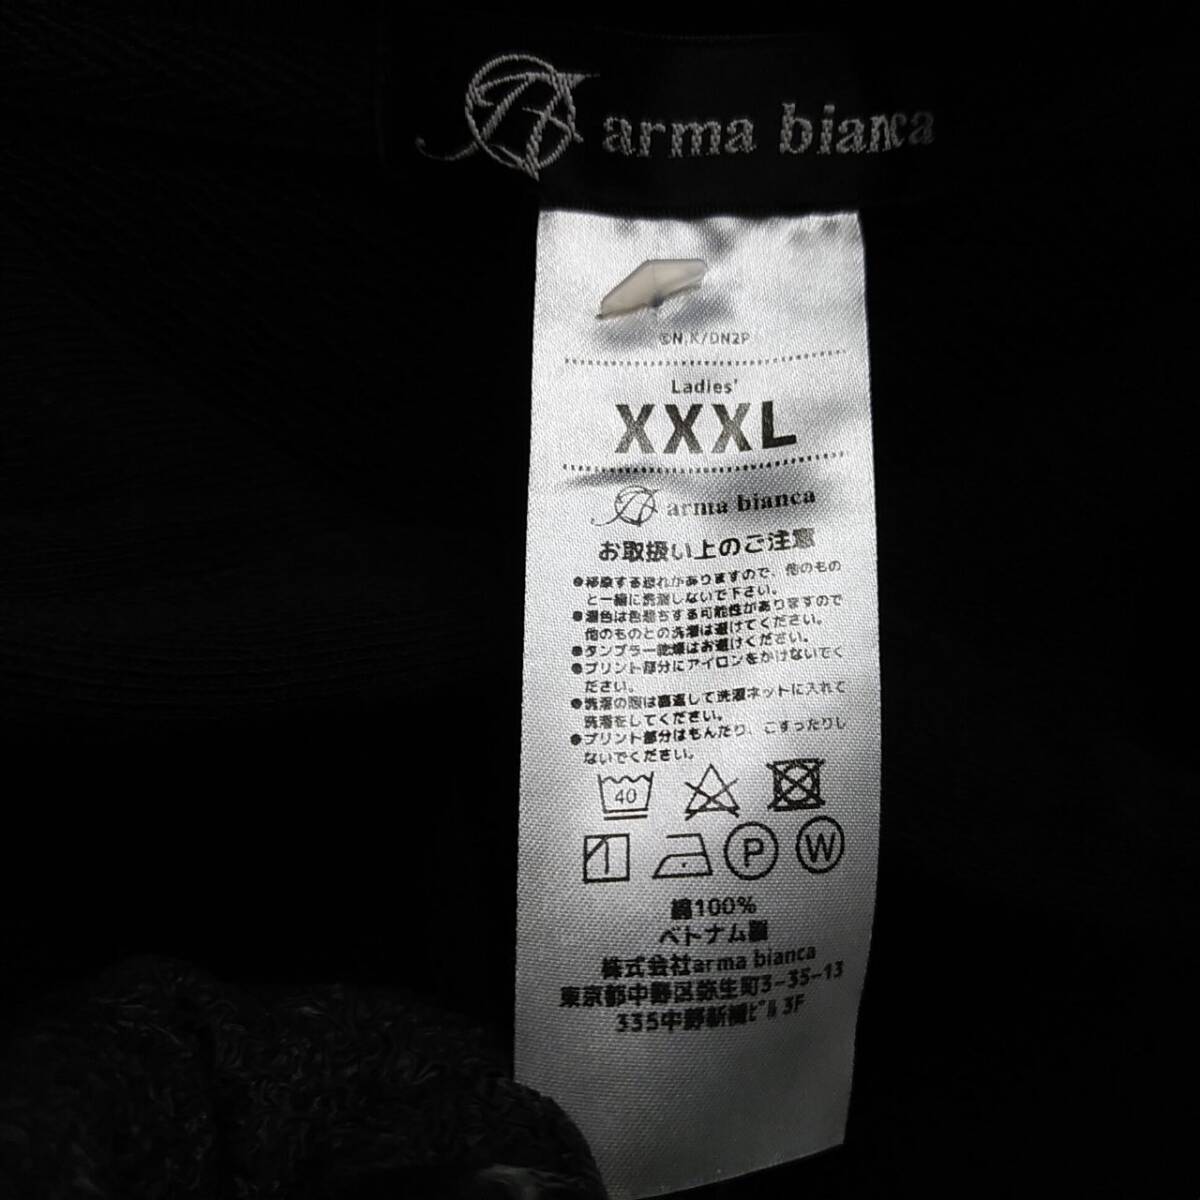 arma bianca
©N.K/DN2P
Ladies'
XXXL
arma bianca
お取扱い上のご注意
●移染する恐れがありますので、他のもの
と一緒に洗濯しないで下さい。
●濃色は色落ちする可能性がありますので
他のものとの洗濯は避けてください。
●タンブラー乾燥はお避けください。
●プリント部分にアイロンをかけないでく
ださい。
●洗濯の際は裏返して洗濯ネットに入れて
洗濯をしてください。
●プリント部分はもんだり、こすったりし
ないでください。
40
P W
綿100%
ベトナム製
株式会社arma bianca
東京都中野区弥生町3-35-13
335中野新橋ビル 3F